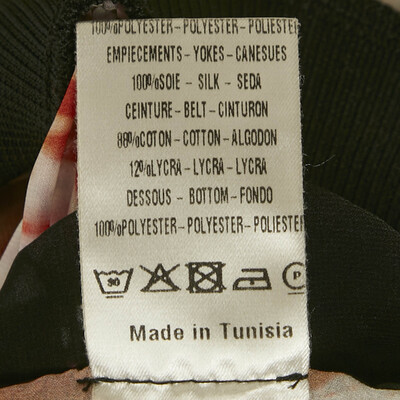 100%POLYESTER-POLYESTER-POLIESTER
EMPIECEMENTS-YOKES-CANESUES
100%SOIE - SILK - SEDA
CEINTURE-BELT-CINTURON
88%COTON-COTTON-ALGODON
12%LYCRA-LYCRA-LYCRA
DESSOUS - BOTTOM-FONDO
100%POLYESTER-POLYESTER-POLIESTER
30 P
Made in Tunisia